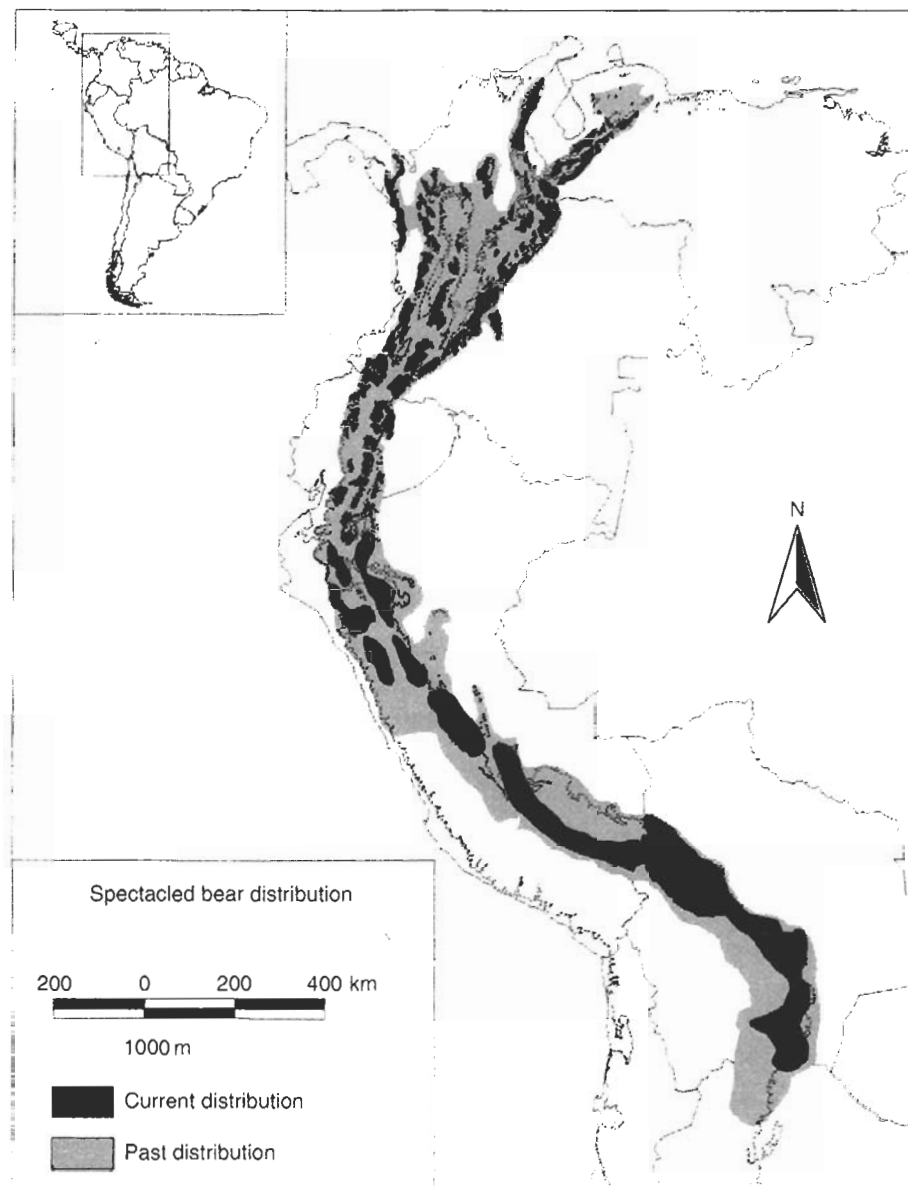 N
Spectacled bear distribution
200 0 200 400 km
1000 m
Current distribution
Past distribution